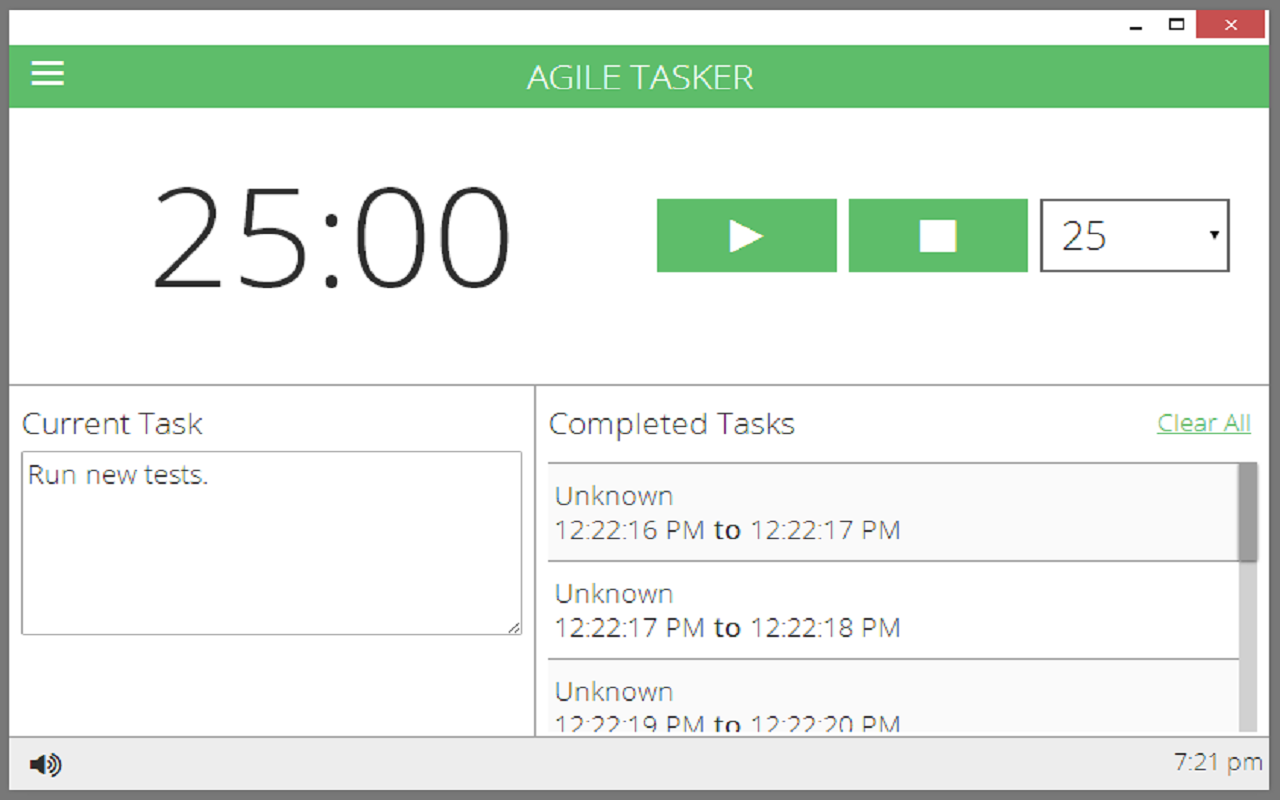 AGILE TASKER
25:00
25
Current Task
Run new tests.
Completed Tasks
Clear All
Unknown
12:22:16 PM to 12:22:17 PM
Unknown
12:22:17 PM to 12:22:18 PM
Unknown
12:22:19 PM to 12:22:20 PM
7:21 pm